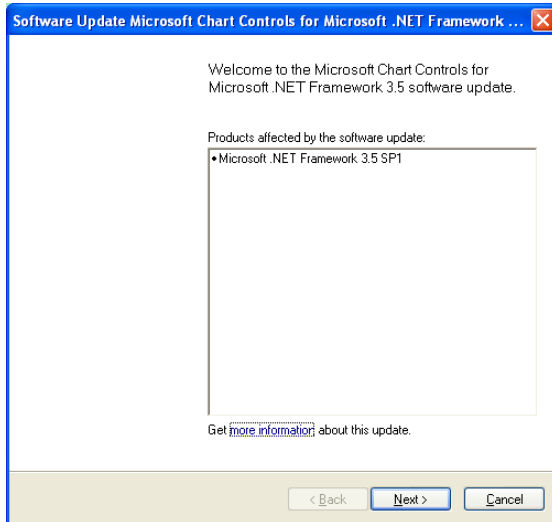 Software Update Microsoft Chart Controls for Microsoft .NET Framework ...
Welcome to the Microsoft Chart Controls for
Microsoft .NET Framework 3.5 software update.
Products affected by the software update:
•Microsoft .NET Framework 3.5 SP1
Get more information about this update.
< Back
Next >
Cancel